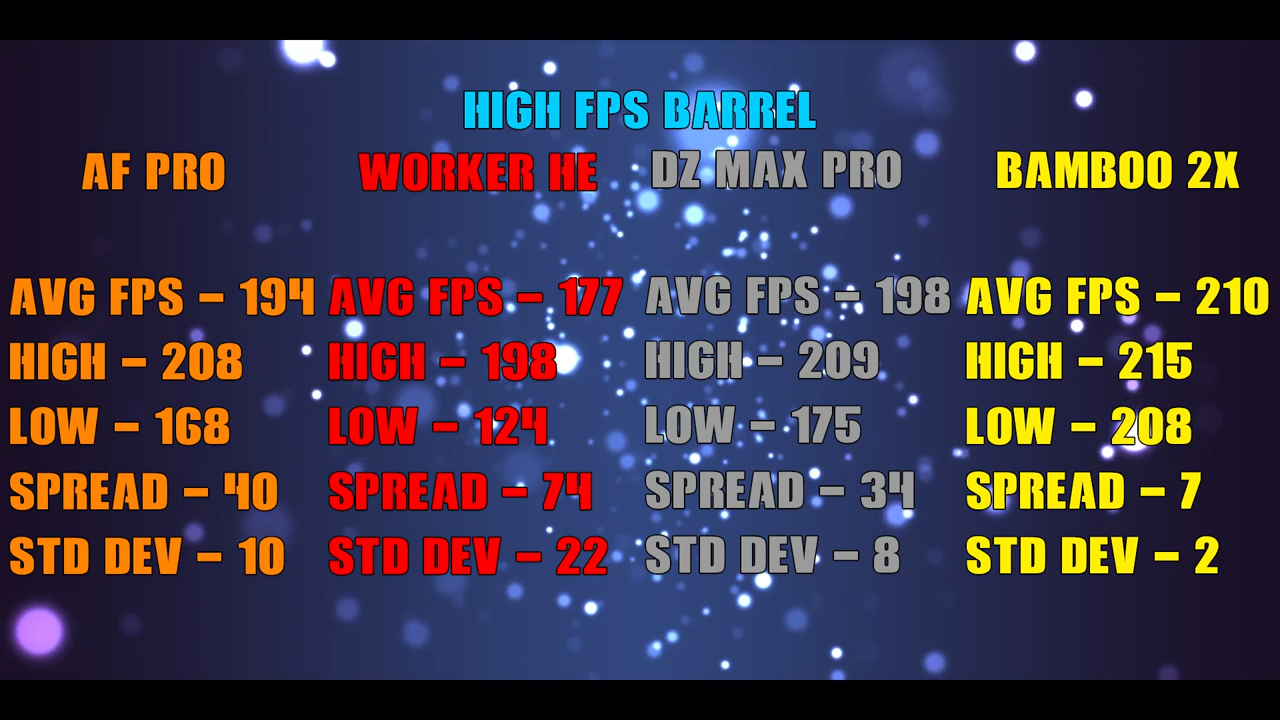 HIGH FPS BARREL
AF PRO
AVG FPS – 194
HIGH – 208
LOW – 168
SPREAD – 40
STD DEV – 10
WORKER HE
AVG FPS – 177
HIGH – 198
LOW – 124
SPREAD – 74
STD DEV – 22
DZ MAX PRO
AVG FPS – 198
HIGH – 209
LOW – 175
SPREAD – 34
STD DEV – 8
BAMBOO 2X
AVG FPS – 210
HIGH – 215
LOW – 208
SPREAD – 7
STD DEV – 2